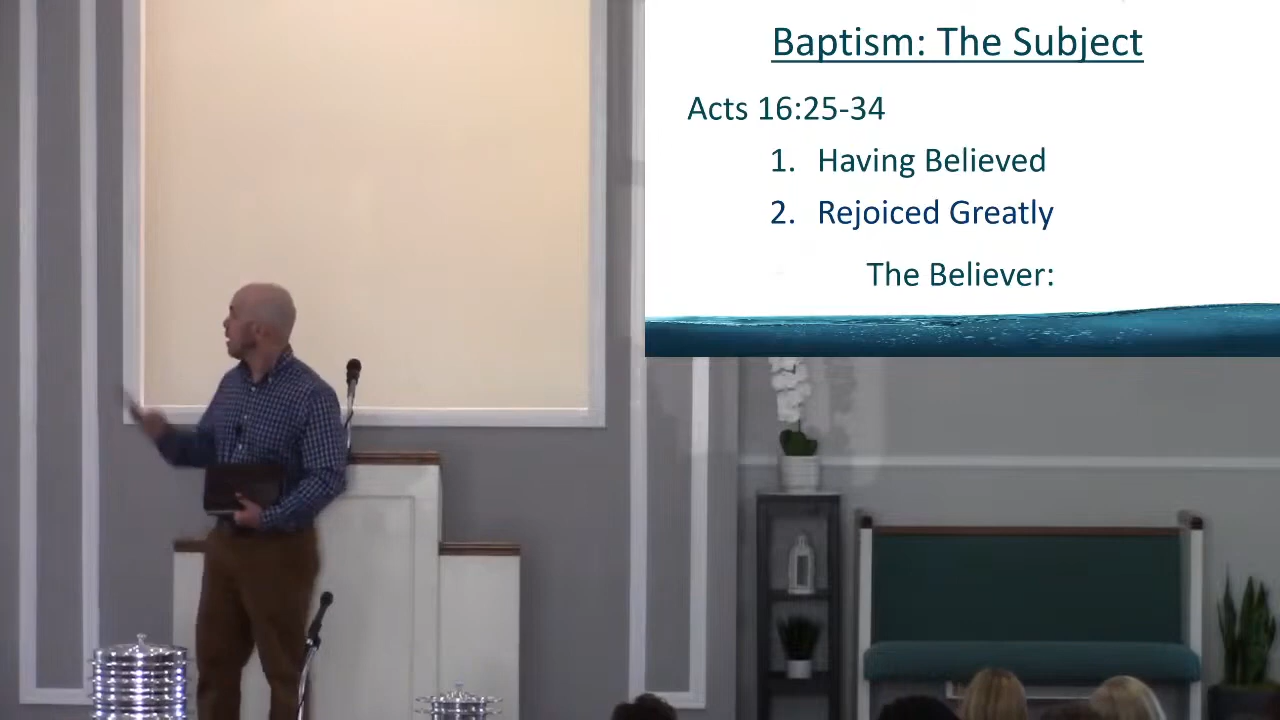 Baptism: The Subject
Acts 16:25-34
1. Having Believed
2. Rejoiced Greatly
The Believer: